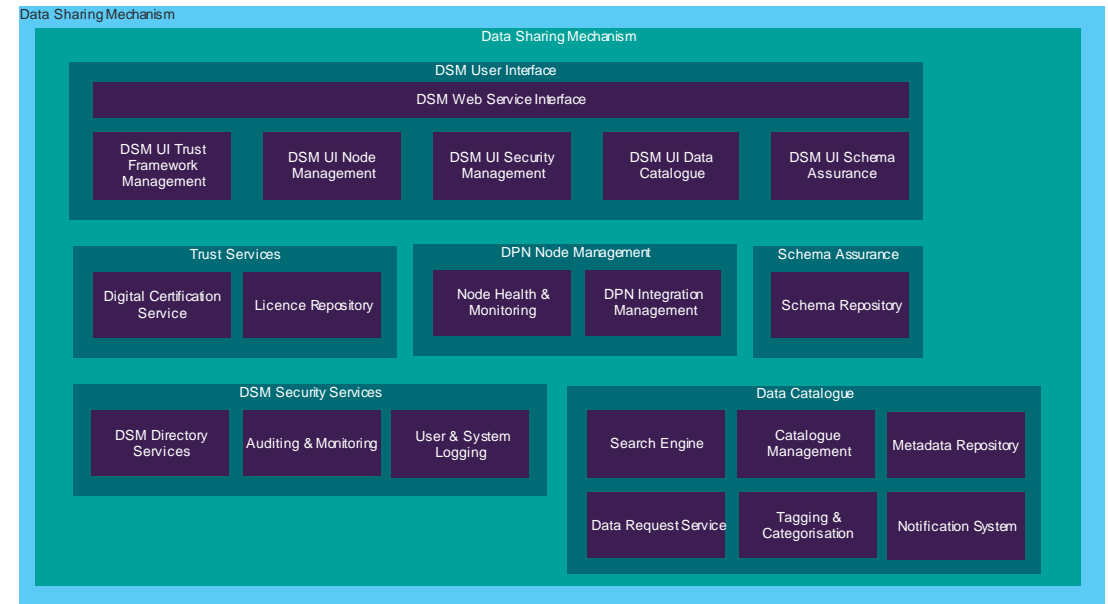 Data Sharing Mechanism
Data Sharing Mechanism
DSM User Interface
DSM Web Service Interface
DSM UI Trust
Framework
Management
DSM UI Node
Management
DSM UI Security
Management
DSM UI Data
Catalogue
DSM UI Schema
Assurance
Trust Services
Digital Certification
Service
Licence Repository
DPN Node Management
Node Health &
Monitoring
DPN Integration
Management
Schema Assurance
Schema Repository
DSM Security Services
DSM Directory
Services
Auditing & Monitoring
User & System
Logging
Data Catalogue
Search Engine
Catalogue
Management
Metadata Repository
Data Request Service
Tagging &
Categorisation
Notification System